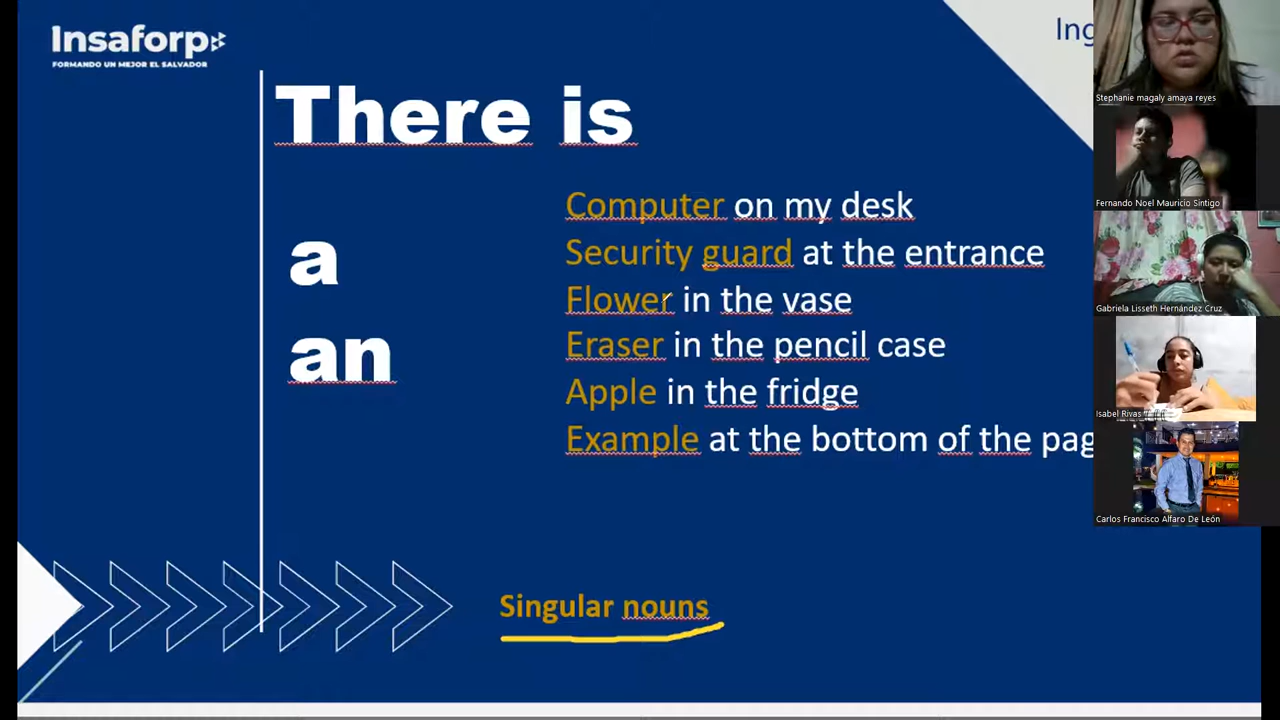 Insaforp
FORMANDO UN MEJOR EL SALVADOR
Ing
There is
a
an
Computer on my desk
Security guard at the entrance
Flower in the vase
Eraser in the pencil case
Apple in the fridge
Example at the bottom of the pag
Singular nouns
Stephanie magaly amaya reyes
Fernando Noel Mauricio Sintigo
Gabriela Lisseth Hernández Cruz
Isabel Rivas
Carlos Francisco Alfaro De León